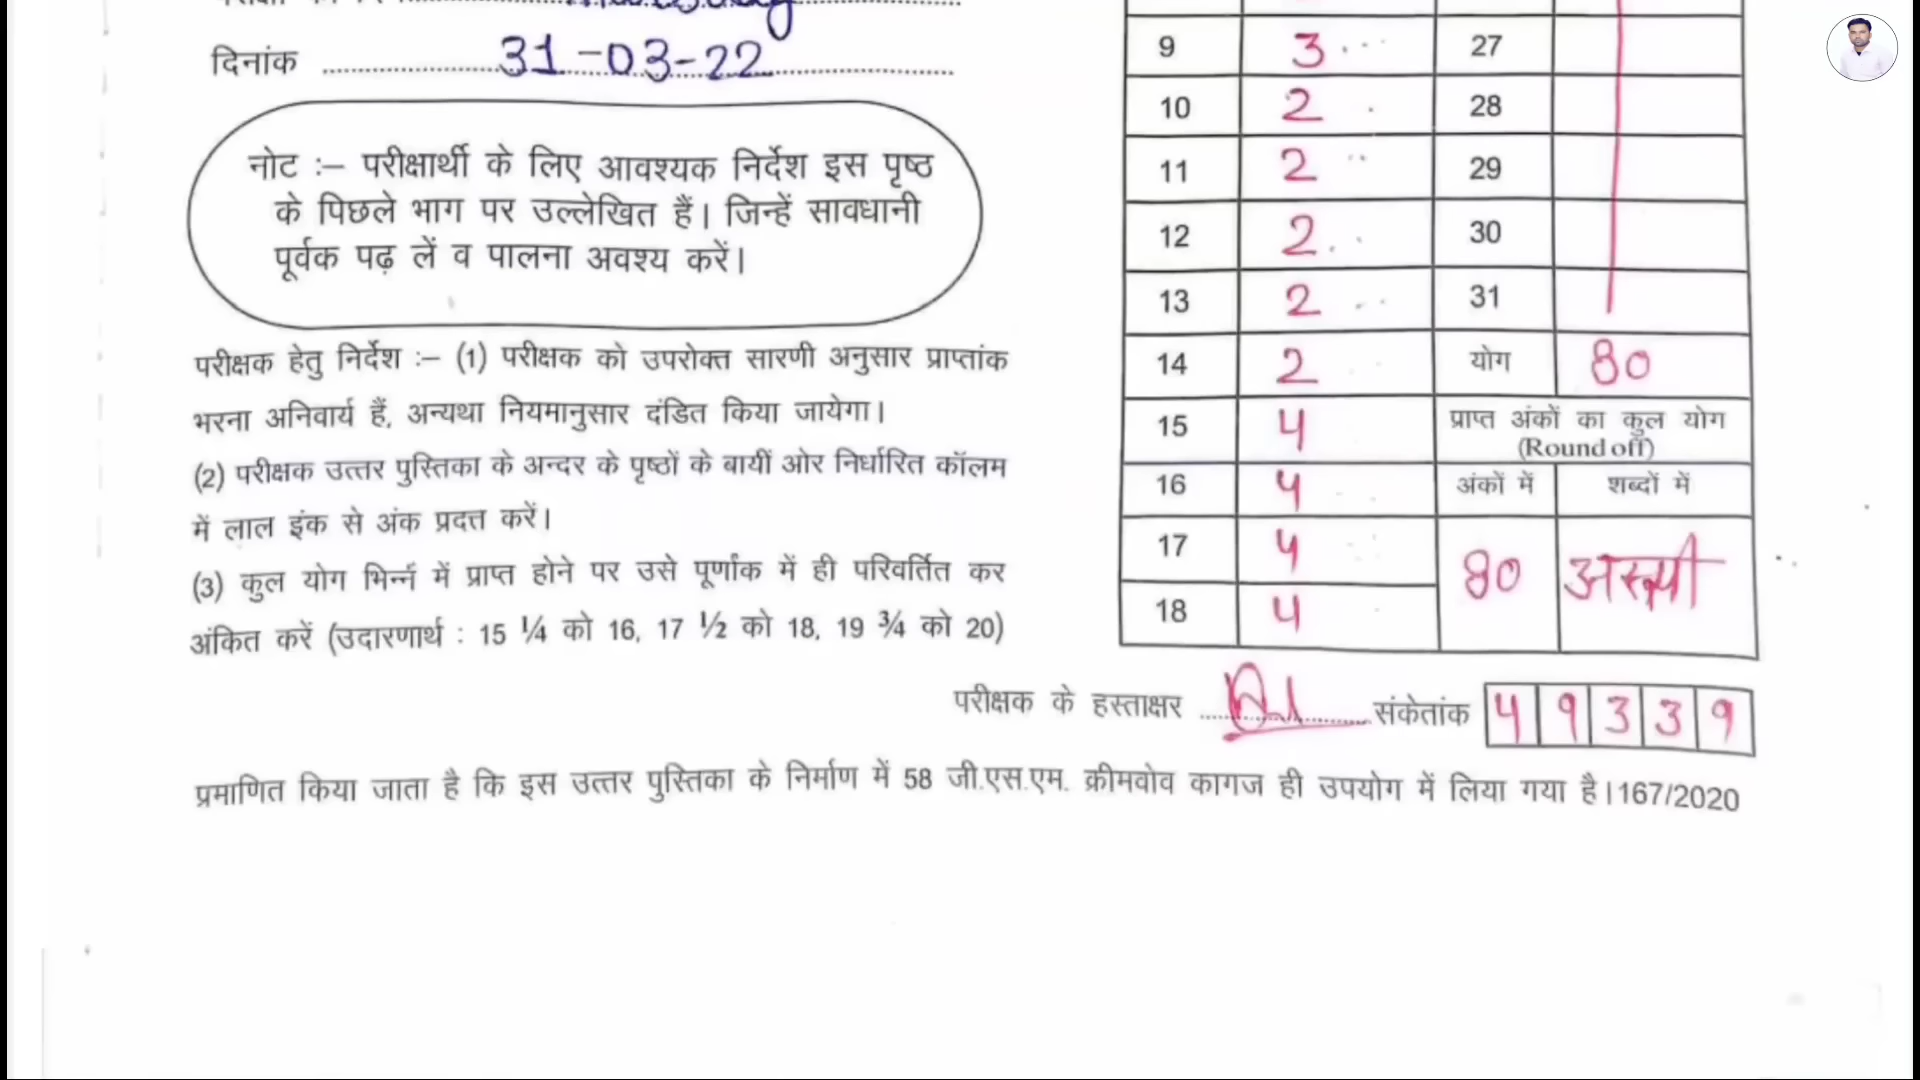 दिनांक 31-03-22
नोट :– परीक्षार्थी के लिए आवश्यक निर्देश इस पृष्ठ
के पिछले भाग पर उल्लेखित हैं। जिन्हें सावधानी
पूर्वक पढ़ लें व पालना अवश्य करें।
परीक्षक हेतु निर्देश :– (1) परीक्षक को उपरोक्त सारणी अनुसार प्राप्तांक
भरना अनिवार्य हैं, अन्यथा नियमानुसार दंडित किया जायेगा।
(2) परीक्षक उत्तर पुस्तिका के अन्दर के पृष्ठों के बायीं ओर निर्धारित कॉलम
में लाल इंक से अंक प्रदत्त करें।
(3) कुल योग भिर्न्न में प्राप्त होने पर उसे पूर्णांक में ही परिवर्तित कर
अंकित करें (उदारणार्थ : 15 ¼ को 16, 17 ½ को 18, 19 ¾ को 20)
9 3 27
10 2 28
11 2 29
12 2 30
13 2 31
14 2 योग 80
15 4 प्राप्त अंकों का कुल योग
(Round off)
16 4 अंकों में शब्दों में
17 4 80 अस्सी
18 4
परीक्षक के हस्ताक्षर संकेतांक 4 9 3 3 9
प्रमाणित किया जाता है कि इस उत्तर पुस्तिका के निर्माण में 58 जी.एस.एम. क्रीमवोव कागज ही उपयोग में लिया गया है। 167/2020